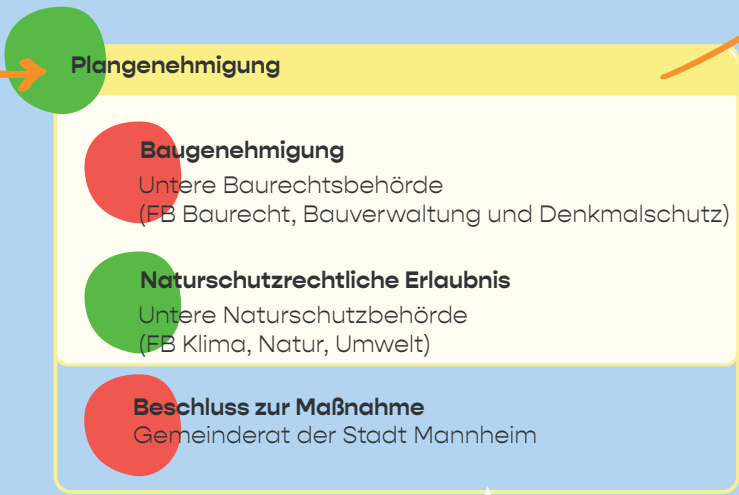 Plangenehmigung
Baugenehmigung
Untere Baurechtsbehörde
(FB Baurecht, Bauverwaltung und Denkmalschutz)
Naturschutzrechtliche Erlaubnis
Untere Naturschutzbehörde
(FB Klima, Natur, Umwelt)
Beschluss zur Maßnahme
Gemeinderat der Stadt Mannheim